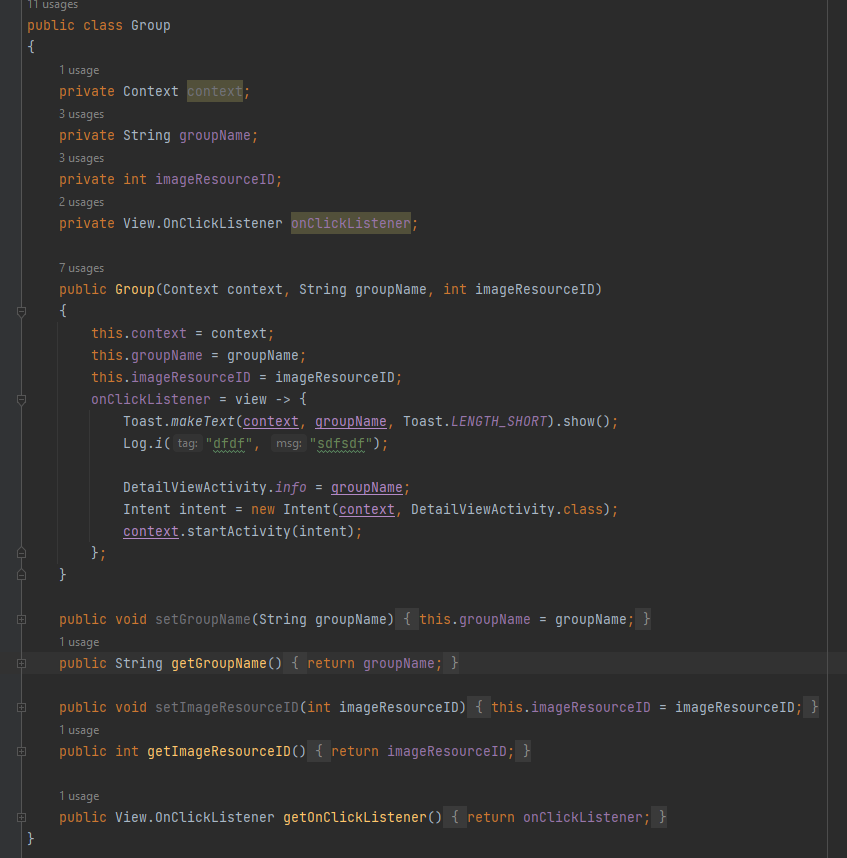 11 usages
public class Group
{
1 usage
private Context context;
3 usages
private String groupName;
3 usages
private int imageResourceID;
2 usages
private View.OnClickListener onClickListener;
7 usages
public Group(Context context, String groupName, int imageResourceID)
{
this.context = context;
this.groupName = groupName;
this.imageResourceID = imageResourceID;
onClickListener = view -> {
Toast.makeText(context, groupName, Toast.LENGTH_SHORT).show();
Log.i( tag: "dfdf", msg: "sdfsdf");
DetailViewActivity.info = groupName;
Intent intent = new Intent(context, DetailViewActivity.class);
context.startActivity(intent);
};
}
public void setGroupName(String groupName) { this.groupName = groupName; }
1 usage
public String getGroupName() { return groupName; }
public void setImageResourceID(int imageResourceID) { this.imageResourceID = imageResourceID; }
1 usage
public int getImageResourceID() { return imageResourceID; }
1 usage
public View.OnClickListener getOnClickListener() { return onClickListener; }
}